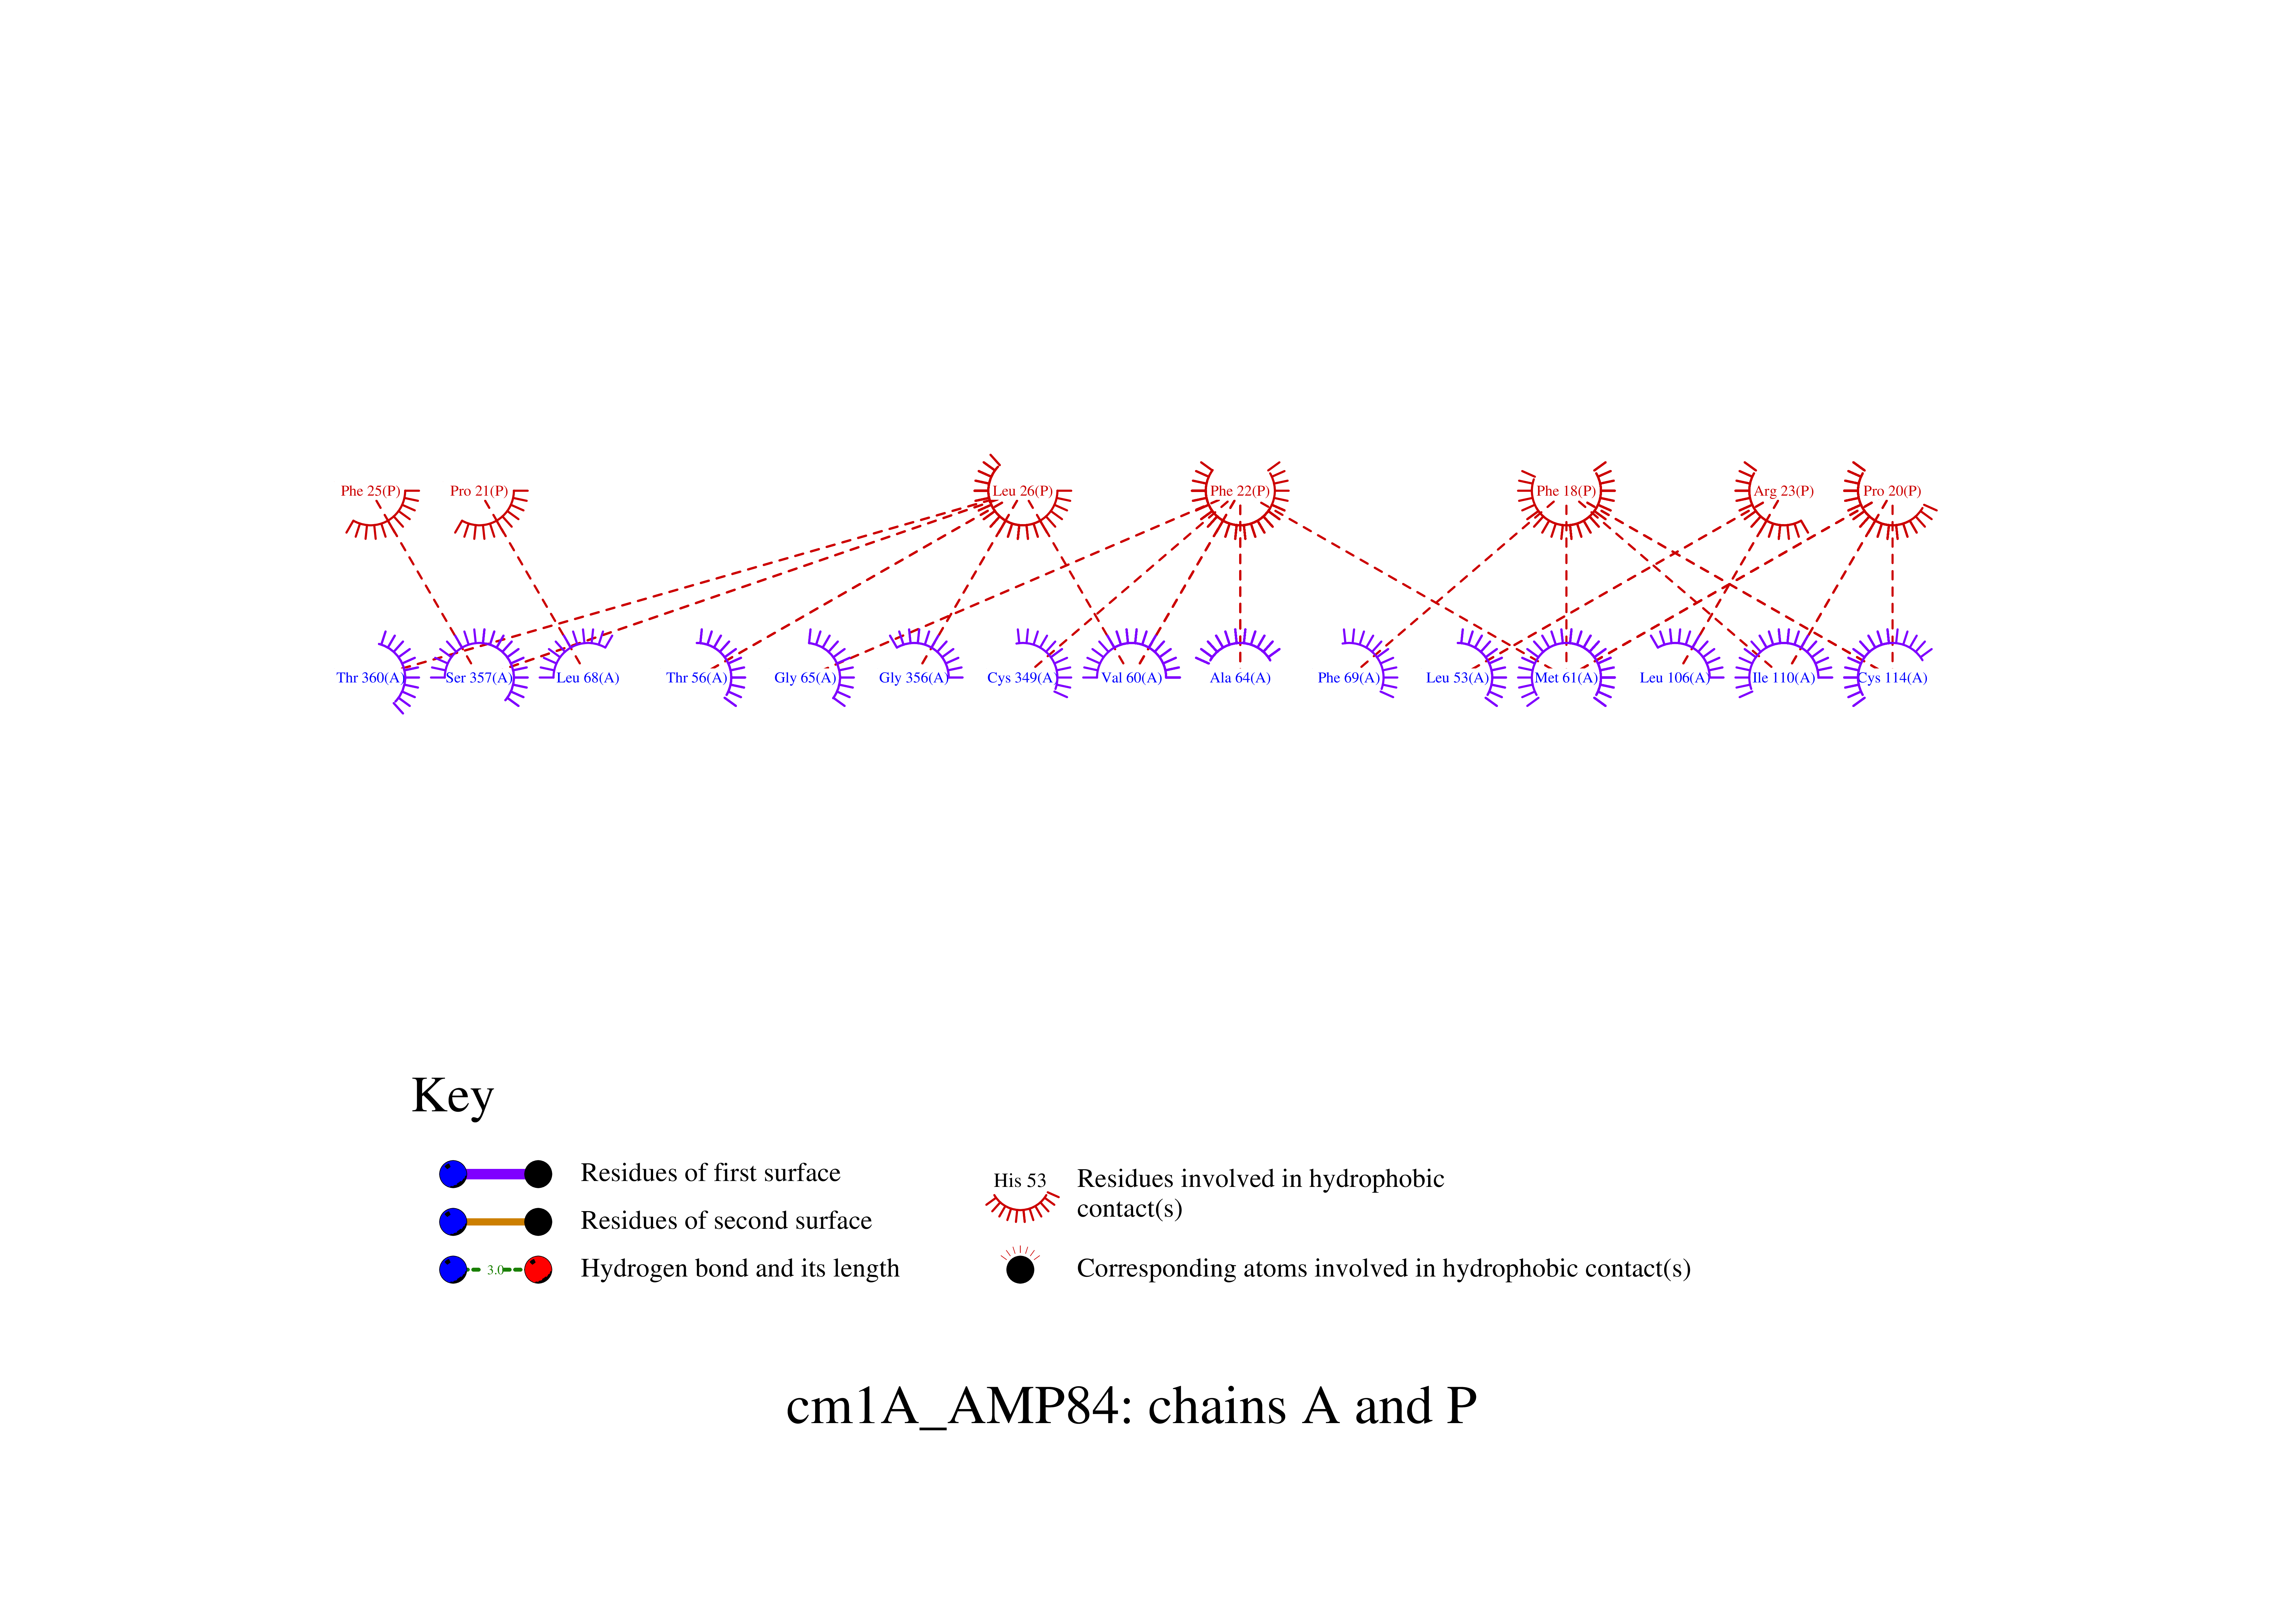 Phe 25(P) Pro 21(P) Leu 26(P) Phe 22(P) Phe 18(P) Arg 23(P) Pro 20(P)
Thr 360(A) Ser 357(A) Leu 68(A) Thr 56(A) Gly 65(A) Gly 356(A) Cys 349(A) Val 60(A) Ala 64(A) Phe 69(A) Leu 53(A) Met 61(A) Leu 106(A) Ile 110(A) Cys 114(A)
Key
Residues of first surface
Residues of second surface
3.0 Hydrogen bond and its length
His 53 Residues involved in hydrophobic
contact(s)
Corresponding atoms involved in hydrophobic contact(s)
cm1A_AMP84: chains A and P